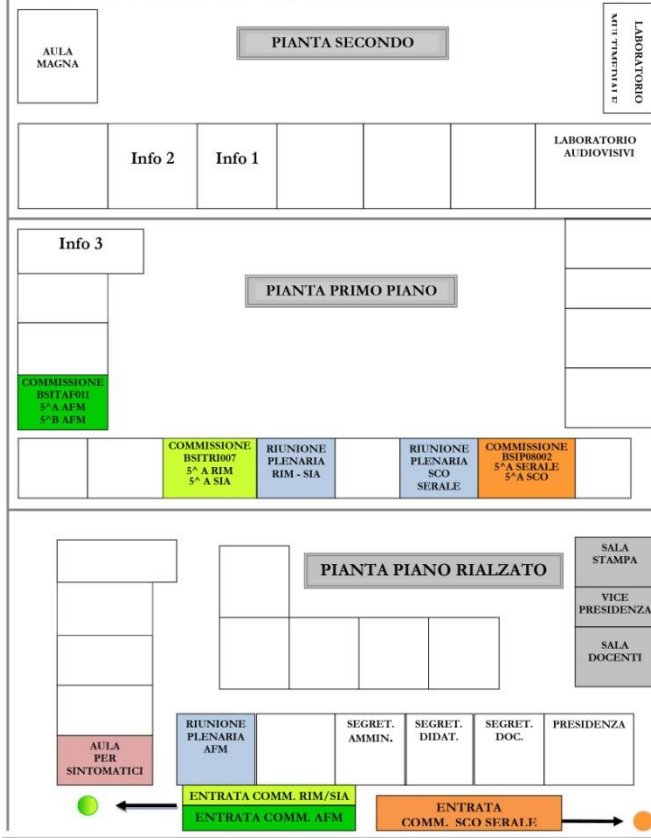 AULA
MAGNA
PIANTA SECONDO
LABORATORIO
MULTIMEDIALE
Info 2
Info 1
LABORATORIO
AUDIOVISIVI
Info 3
PIANTA PRIMO PIANO
COMMISSIONE
BSITAF011
5^A AFM
5^B AFM
COMMISSIONE
BSITRI007
5^ A RIM
5^ A SIA
RIUNIONE
PLENARIA
RIM - SIA
RIUNIONE
PLENARIA
SCO
SERALE
COMMISSIONE
BSIP08002
5^A SERALE
5^A SCO
PIANTA PIANO RIALZATO
SALA
STAMPA
VICE
PRESIDENZA
SALA
DOCENTI
AULA
PER
SINTOMATICI
RIUNIONE
PLENARIA
AFM
SEGRET.
AMMIN.
SEGRET.
DIDAT.
SEGRET.
DOC.
PRESIDENZA
ENTRATA COMM. RIM/SIA
ENTRATA COMM. AFM
ENTRATA
COMM. SCO SERALE